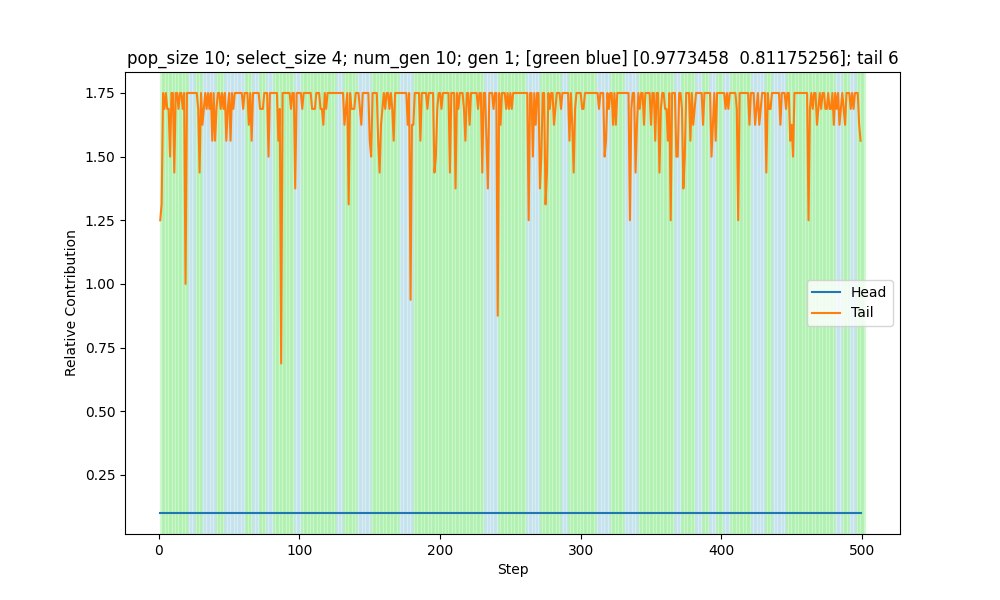 pop_size 10; select_size 4; num_gen 10; gen 1; [green blue] [0.9773458  0.81175256]; tail 6
1.75
1.50
1.25
1.00
0.75
0.50
0.25
Relative Contribution
Head
Tail
0 100 200 300 400 500
Step